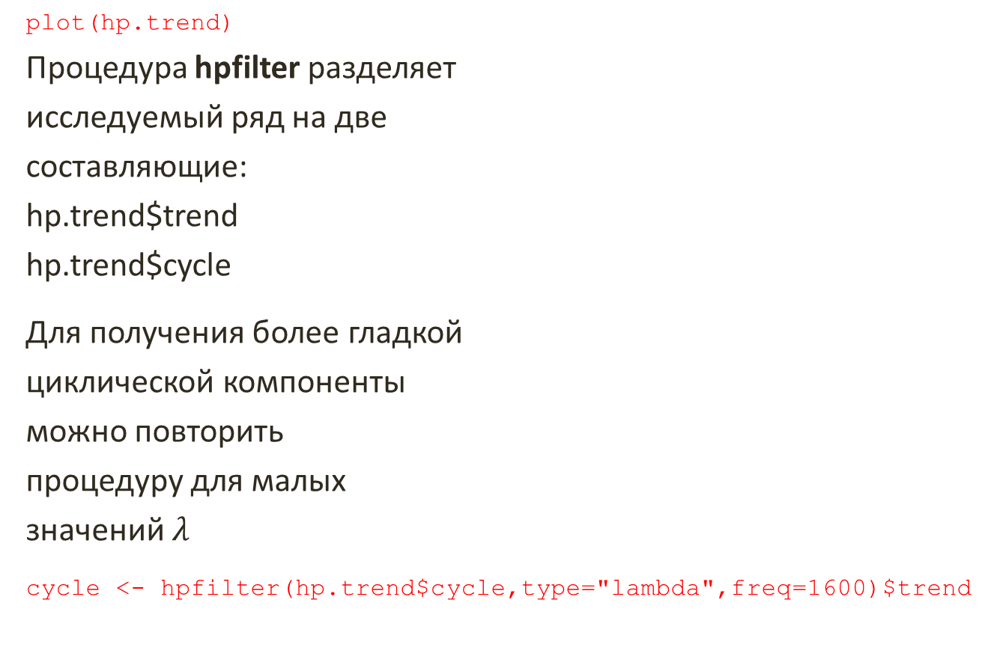 plot(hp.trend)
Процедура hpfilter разделяет
исследуемый ряд на две
составляющие:
hp.trend$trend
hp.trend$cycle
Для получения более гладкой
циклической компоненты
можно повторить
процедуру для малых
значений λ
cycle <- hpfilter(hp.trend$cycle,type="lambda",freq=1600)$trend